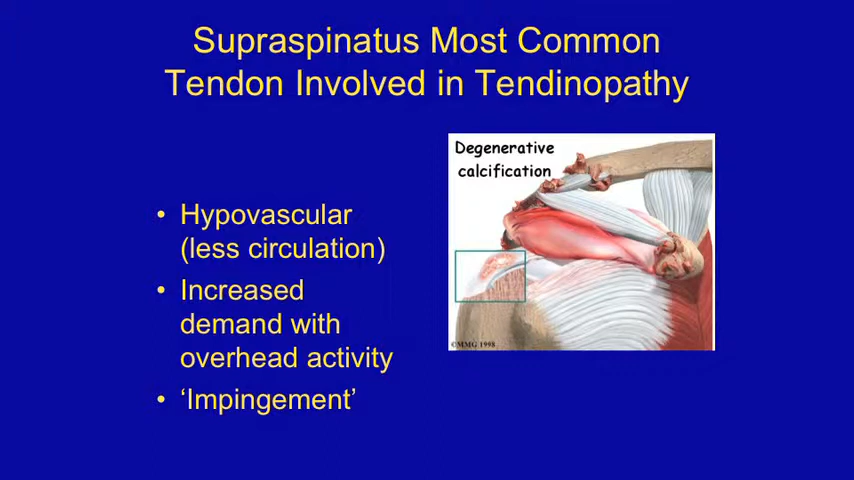 Supraspinatus Most Common
Tendon Involved in Tendinopathy
Degenerative
calcification
• Hypovascular
(less circulation)
• Increased
demand with
overhead activity
• ‘Impingement’
©MMG 1998